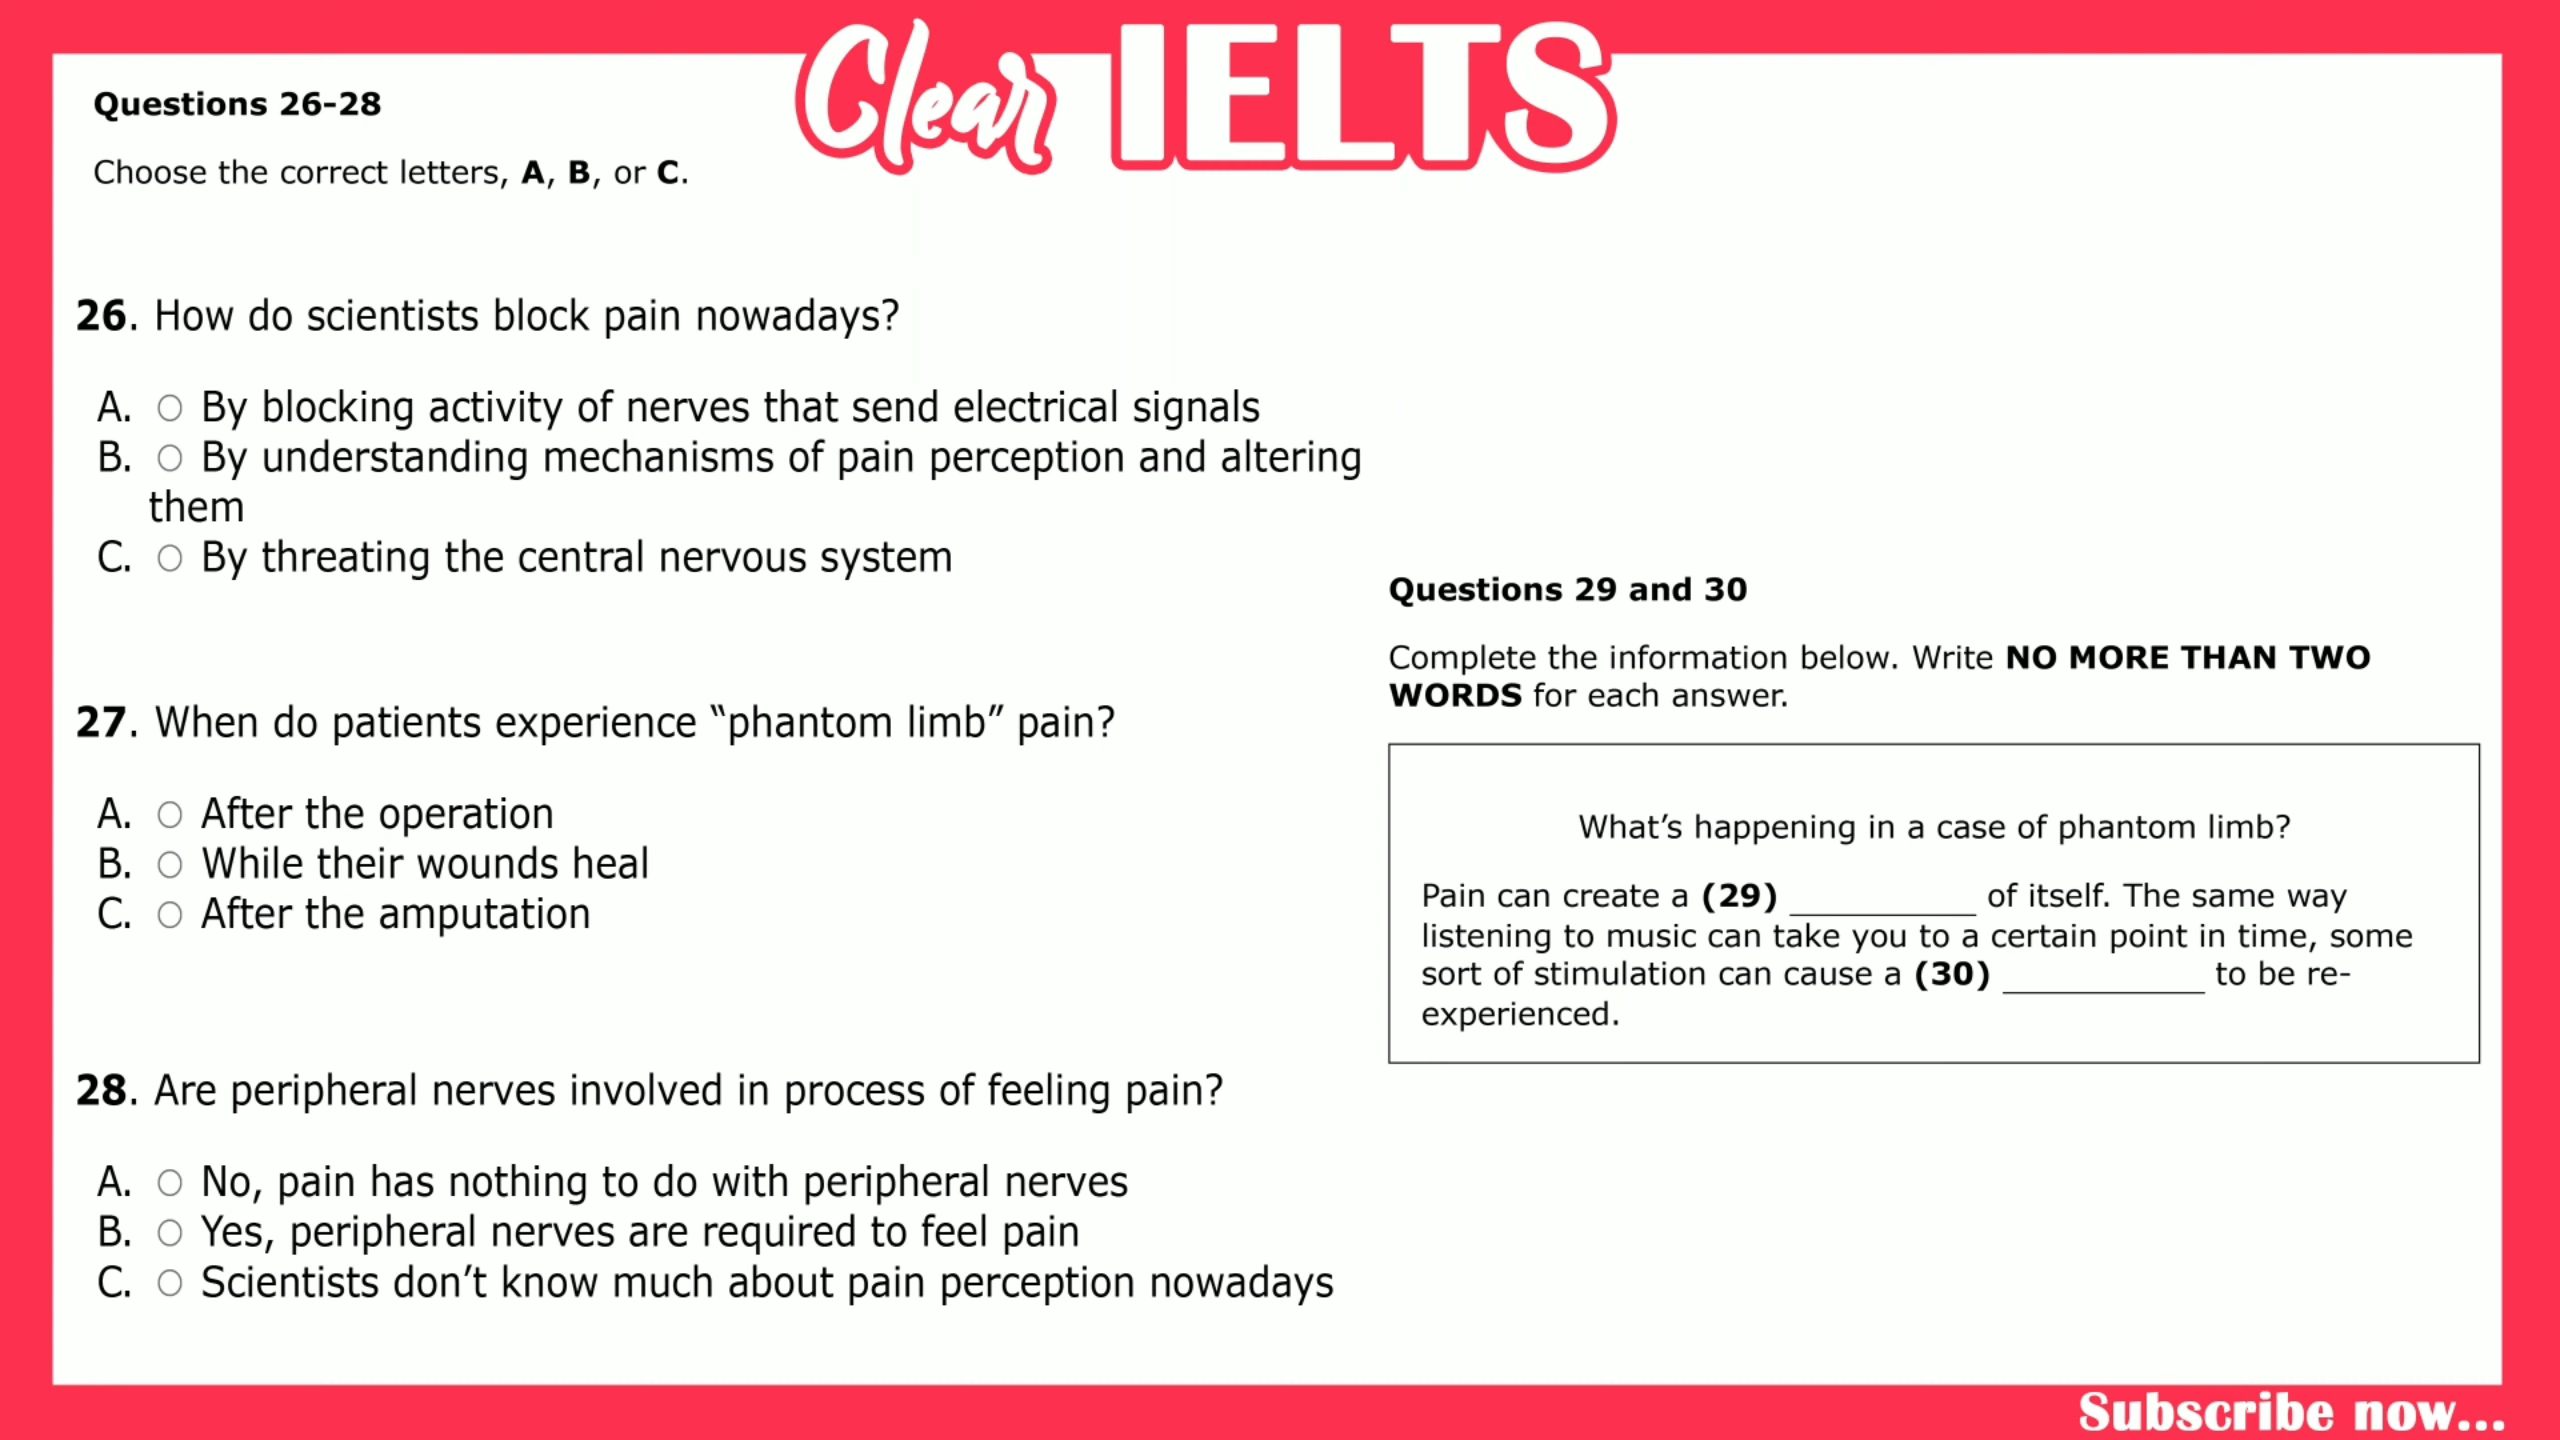 Clear IELTS
Questions 26-28
Choose the correct letters, A, B, or C.
26. How do scientists block pain nowadays?
A. By blocking activity of nerves that send electrical signals
B. By understanding mechanisms of pain perception and altering
them
C. By threating the central nervous system
27. When do patients experience “phantom limb” pain?
A. After the operation
B. While their wounds heal
C. After the amputation
28. Are peripheral nerves involved in process of feeling pain?
A. No, pain has nothing to do with peripheral nerves
B. Yes, peripheral nerves are required to feel pain
C. Scientists don’t know much about pain perception nowadays
Questions 29 and 30
Complete the information below. Write NO MORE THAN TWO
WORDS for each answer.
What’s happening in a case of phantom limb?
Pain can create a (29) ___________ of itself. The same way
listening to music can take you to a certain point in time, some
sort of stimulation can cause a (30) ____________ to be re-
experienced.
Subscribe now...